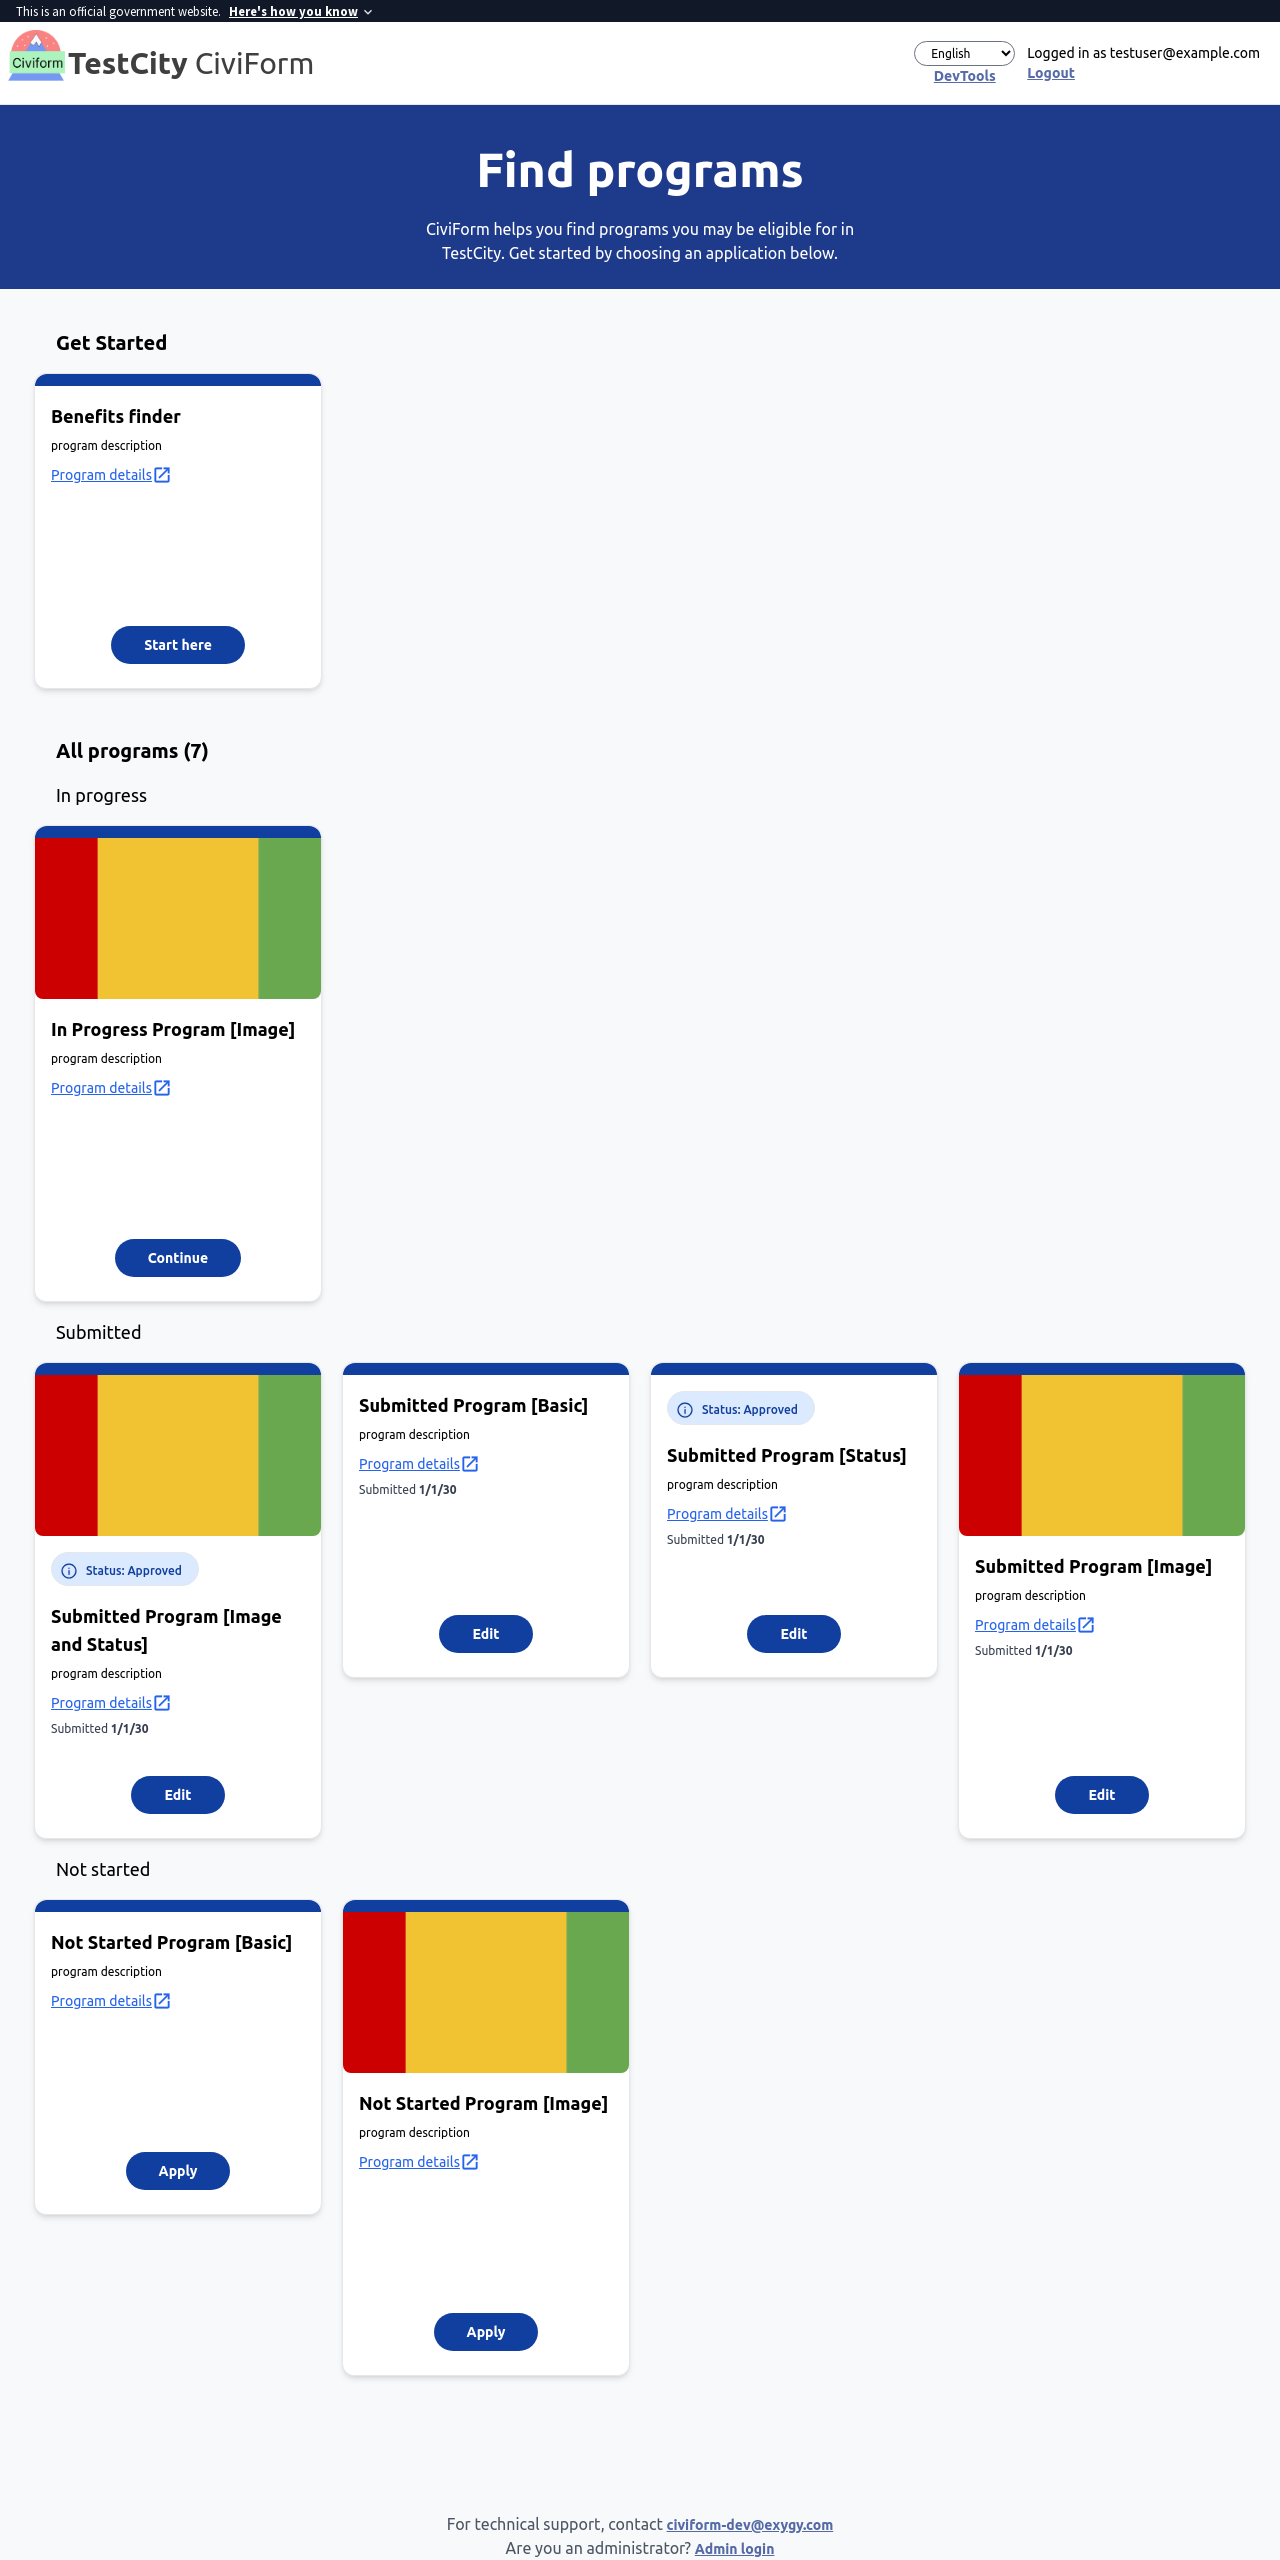 This is an official government website. Here's how you know
Civiform
TestCity CiviForm
English
DevTools
Logged in as testuser@example.com
Logout
Find programs
CiviForm helps you find programs you may be eligible for in
TestCity. Get started by choosing an application below.
Get Started
Benefits finder
program description
Program details
Start here
All programs (7)
In progress
In Progress Program [Image]
program description
Program details
Continue
Submitted
Status: Approved
Submitted Program [Image
and Status]
program description
Program details
Submitted 1/1/30
Edit
Submitted Program [Basic]
program description
Program details
Submitted 1/1/30
Edit
Status: Approved
Submitted Program [Status]
program description
Program details
Submitted 1/1/30
Edit
Submitted Program [Image]
program description
Program details
Submitted 1/1/30
Edit
Not started
Not Started Program [Basic]
program description
Program details
Apply
Not Started Program [Image]
program description
Program details
Apply
For technical support, contact civiform-dev@exygy.com
Are you an administrator? Admin login